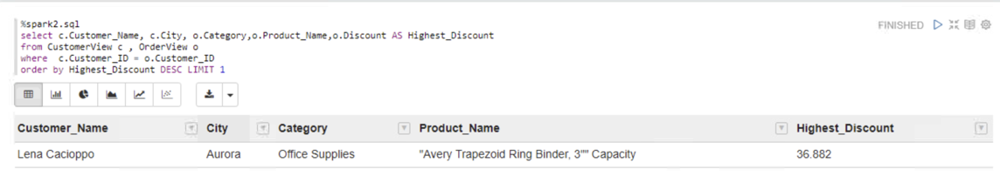 %spark2.sql
FINISHED
select c.Customer_Name, c.City, o.Category,o.Product_Name,o.Discount AS Highest_Discount
from CustomerView c , OrderView o
where  c.Customer_ID = o.Customer_ID
order by Highest_Discount DESC LIMIT 1
Customer_Name City Category Product_Name Highest_Discount
Lena Cacioppo Aurora Office Supplies "Avery Trapezoid Ring Binder, 3"" Capacity 36.882